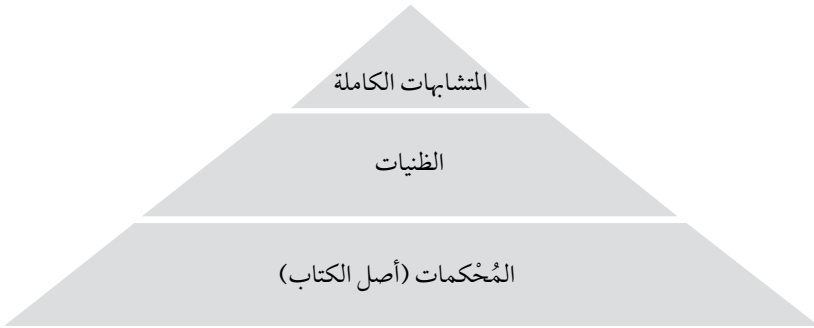 المتشابهات الكاملة
الظنيات
المُحْكمات (أصل الكتاب)